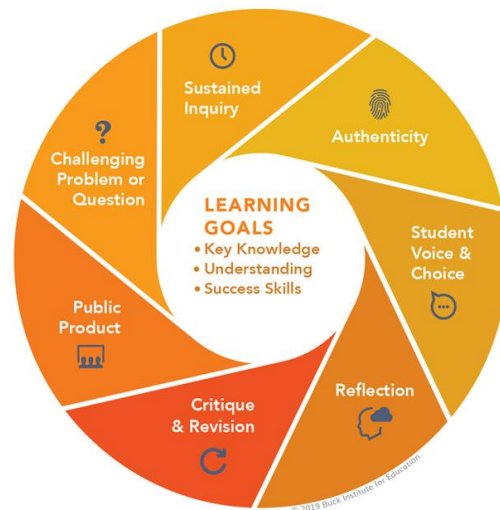 Sustained
Inquiry
Authenticity
?
Challenging
Problem or
Question
LEARNING
GOALS
• Key Knowledge
• Understanding
• Success Skills
Student
Voice &
Choice
Public
Product
Reflection
Critique
& Revision
© 2019 Buck Institute for Education